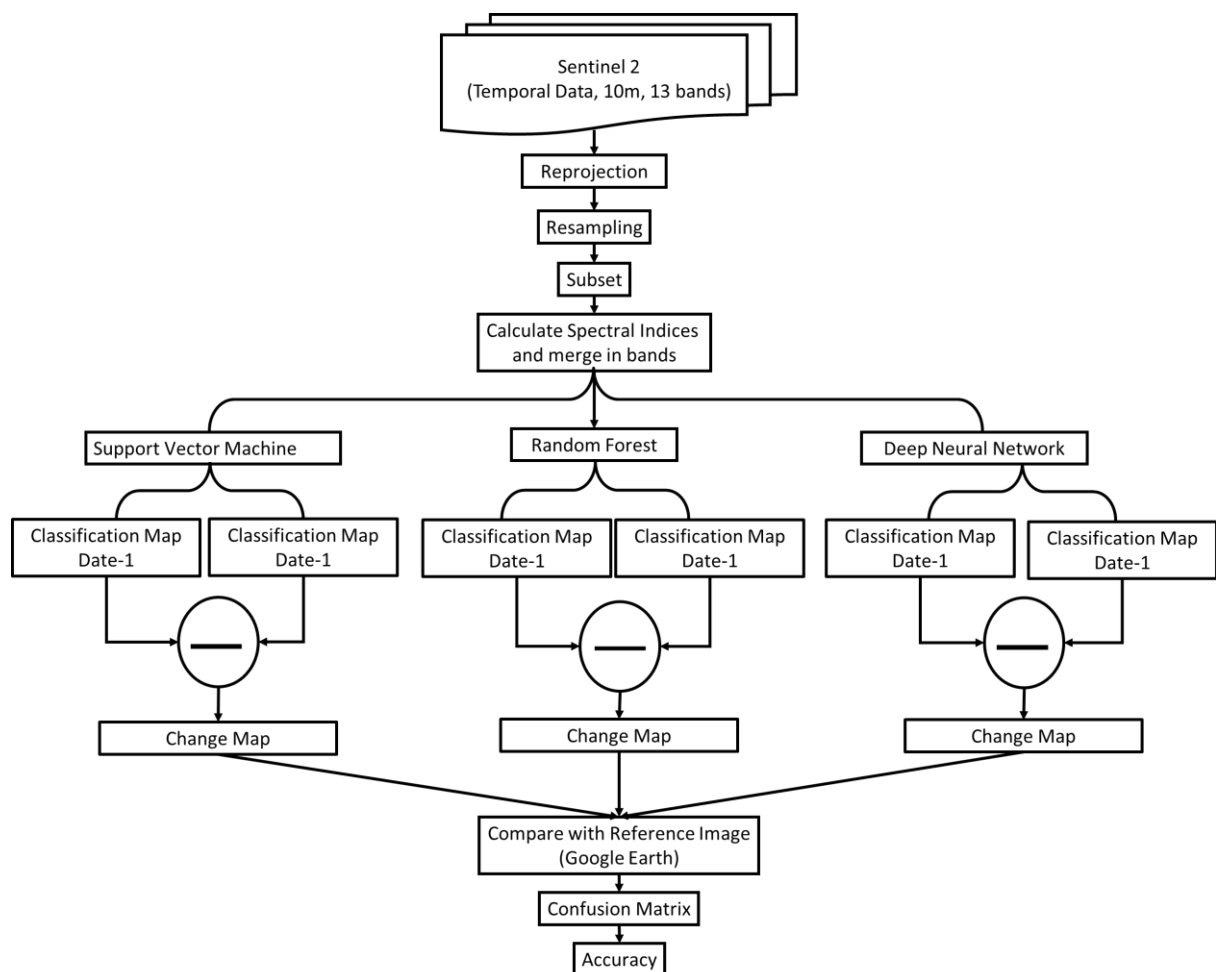 Sentinel 2
(Temporal Data, 10m, 13 bands)
Reprojection
Resampling
Subset
Calculate Spectral Indices
and merge in bands
Support Vector Machine
Random Forest
Deep Neural Network
Classification Map
Date-1
Classification Map
Date-1
Classification Map
Date-1
Classification Map
Date-1
Classification Map
Date-1
Classification Map
Date-1
Change Map
Change Map
Change Map
Compare with Reference Image
(Google Earth)
Confusion Matrix
Accuracy